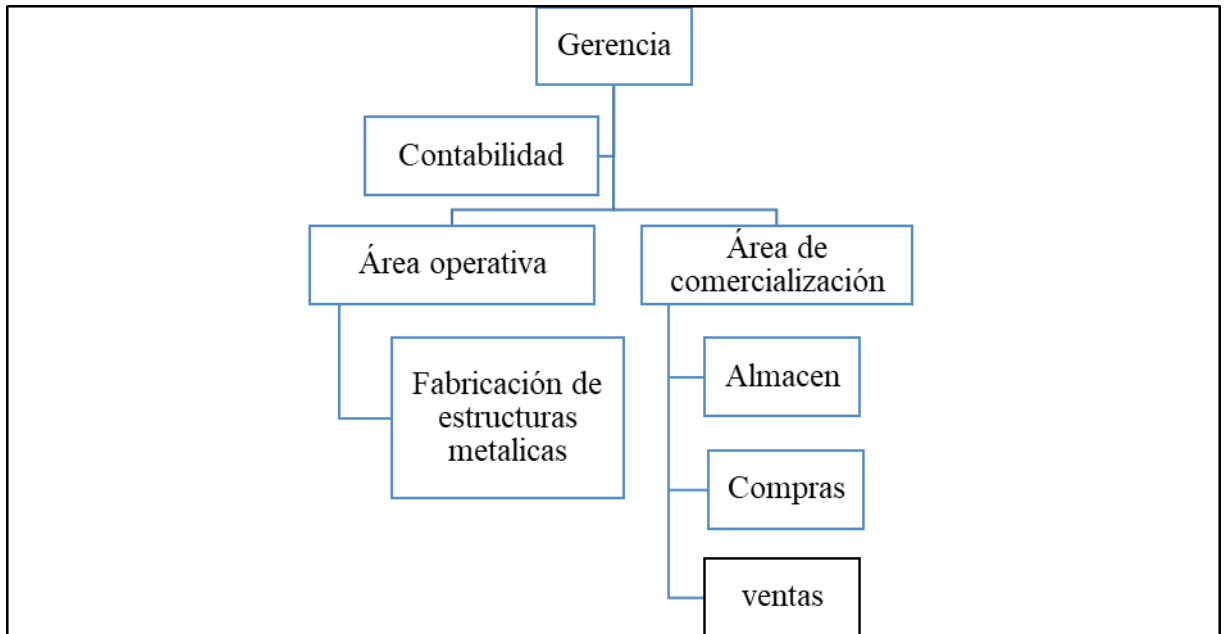 Gerencia
Contabilidad
Área operativa
Área de
comercialización
Fabricación de
estructuras
metalicas
Almacen
Compras
ventas